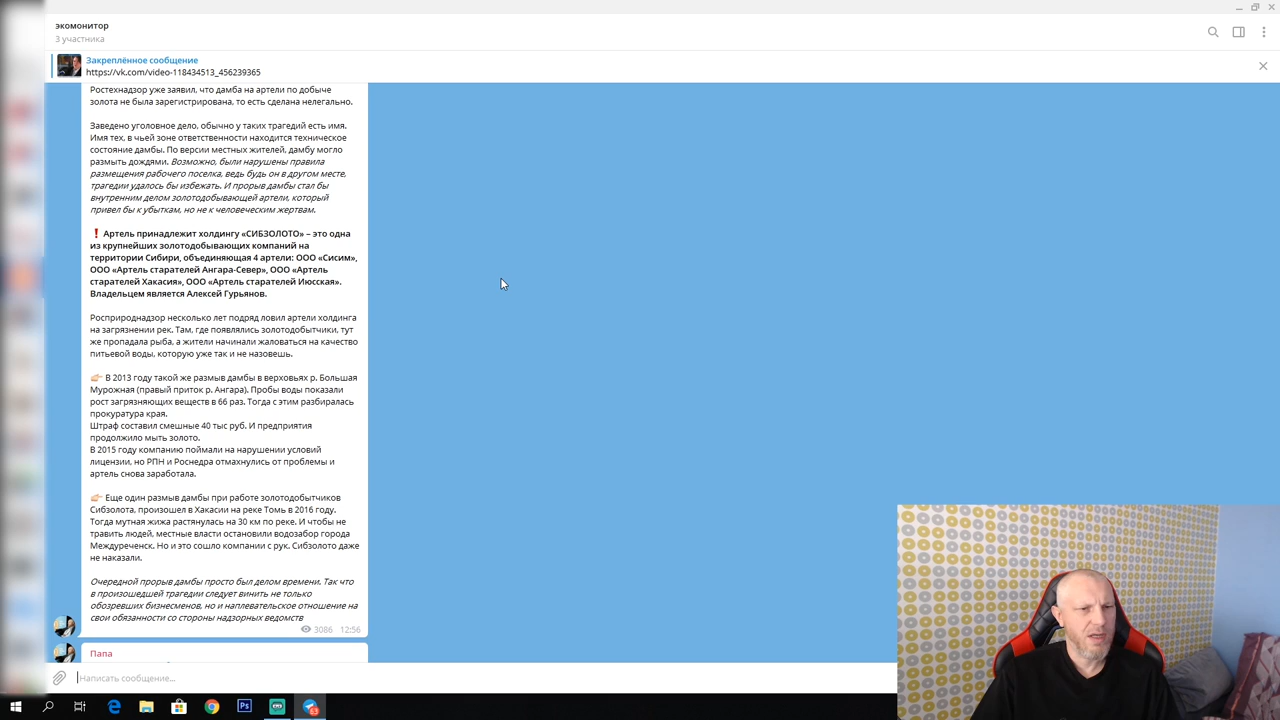 экомонитор
3 участника
Закреплённое сообщение
https://vk.com/video-118434513_456239365
Ростехнадзор уже заявил, что дамба на артели по добыче
золота не была зарегистрирована, то есть сделана нелегально.
Заведено уголовное дело, обычно у таких трагедий есть имя.
Имя тех, в чьей зоне ответственности находится техническое
состояние дамбы. По версии местных жителей, дамбу могло
размыть дождями. Возможно, были нарушены правила
размещения рабочего поселка, ведь будь он в другом месте,
трагедии удалось бы избежать. И прорыв дамбы стал бы
внутренним делом золотодобывающей артели, который
привел бы к убыткам, но не к человеческим жертвам.
❗ Артель принадлежит холдингу «СИБЗОЛОТО» – это одна
из крупнейших золотодобывающих компаний на
территории Сибири, объединяющая 4 артели: ООО «Сисим»,
ООО «Артель старателей Ангара-Север», ООО «Артель
старателей Хакасия», ООО «Артель старателей Июсская».
Владельцем является Алексей Гурьянов.
Росприроднадзор несколько лет подряд ловил артели холдинга
на загрязнении рек. Там, где появлялись золотодобытчики, тут
же пропадала рыба, а жители начинали жаловаться на качество
питьевой воды, которую уже так и не назовешь.
👉🏻 В 2013 году такой же размыв дамбы в верховьях р. Большая
Мурожная (правый приток р. Ангара). Пробы воды показали
рост загрязняющих веществ в 66 раз. Тогда с этим разбиралась
прокуратура края.
Штраф составил смешные 40 тыс руб. И предприятия
продолжило мыть золото.
В 2015 году компанию поймали на нарушении условий
лицензии, но РПН и Роснедра отмахнулись от проблемы и
артель снова заработала.
👉🏻 Еще один размыв дамбы при работе золотодобытчиков
Сибзолота, произошел в Хакасии на реке Томь в 2016 году.
Тогда мутная жижа растянулась на 30 км по реке. И чтобы не
травить людей, местные власти остановили водозабор города
Междуреченск. Но и это сошло компании с рук. Сибзолото даже
не наказали.
Очередной прорыв дамбы просто был делом времени. Так что
в произошедшей трагедии следует винить не только
оборзевших бизнесменов, но и наплевательское отношение на
свои обязанности со стороны надзорных ведомств
3086 12:56
Папа
Написать сообщение...
Ps